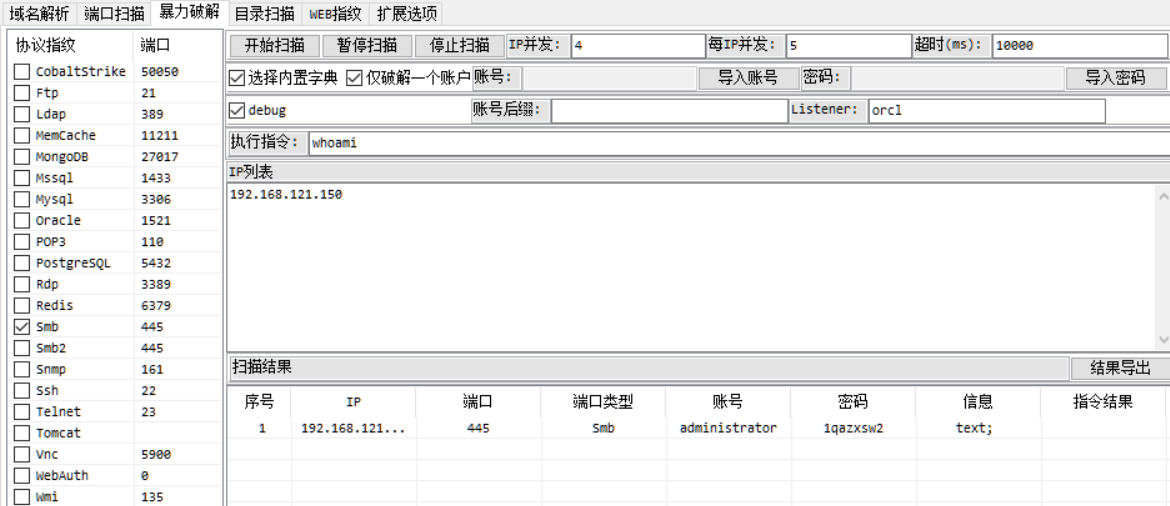 域名解析 端口扫描 暴力破解 目录扫描 WEB指纹 扩展选项
协议指纹 端口
CobaltStrike 50050
Ftp 21
Ldap 389
MemCache 11211
MongoDB 27017
Mssql 1433
Mysql 3306
Oracle 1521
POP3 110
PostgreSQL 5432
Rdp 3389
Redis 6379
Smb 445
Smb2 445
Snmp 161
Ssh 22
Telnet 23
Tomcat
Vnc 5900
WebAuth 0
Wmi 135
开始扫描 暂停扫描 停止扫描 IP并发: 4 每IP并发: 5 超时(ms): 10000
选择内置字典 仅破解一个账户 账号: 导入账号 密码: 导入密码
debug 账号后缀: Listener: orcl
执行指令: whoami
IP列表
192.168.121.150
扫描结果 结果导出
序号 IP 端口 端口类型 账号 密码 信息 指令结果
1 192.168.121... 445 Smb administrator 1qazxsw2 text;